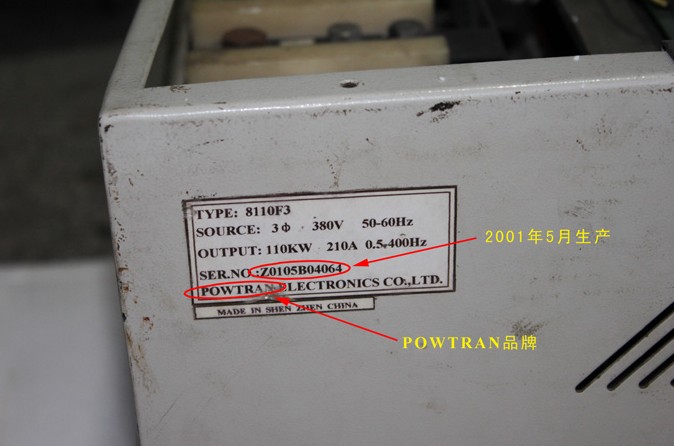 TYPE: 8110F3
SOURCE: 3Φ 380V 50-60Hz
OUTPUT: 110KW 210A 0.5-400Hz
SER.NO.:Z0105B04064
POWTRAN ELECTRONICS CO.,LTD.
MADE IN SHEN ZHEN CHINA
2001年5月生产
POWTRAN品牌